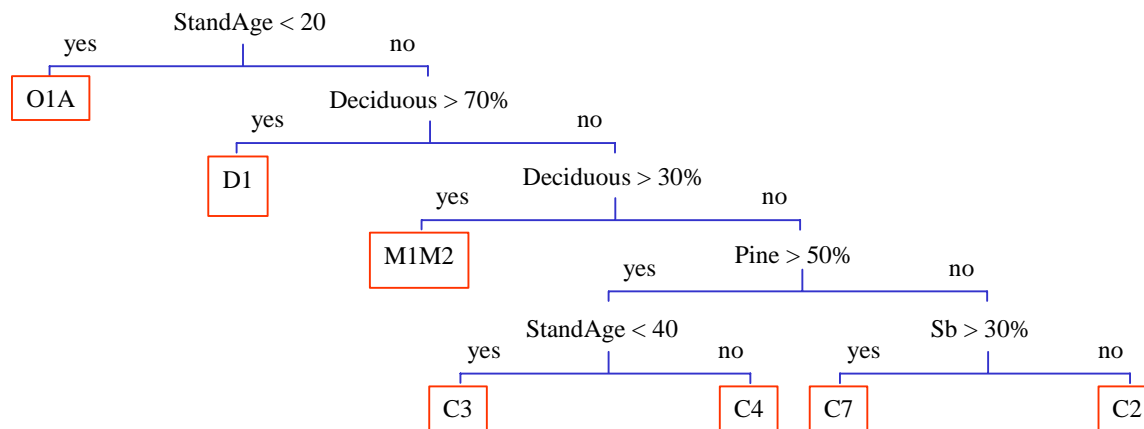 StandAge < 20
yes no
O1A
Deciduous > 70%
yes no
D1
Deciduous > 30%
yes no
M1M2
Pine > 50%
yes no
StandAge < 40 Sb > 30%
yes no yes no
C3 C4 C7 C2